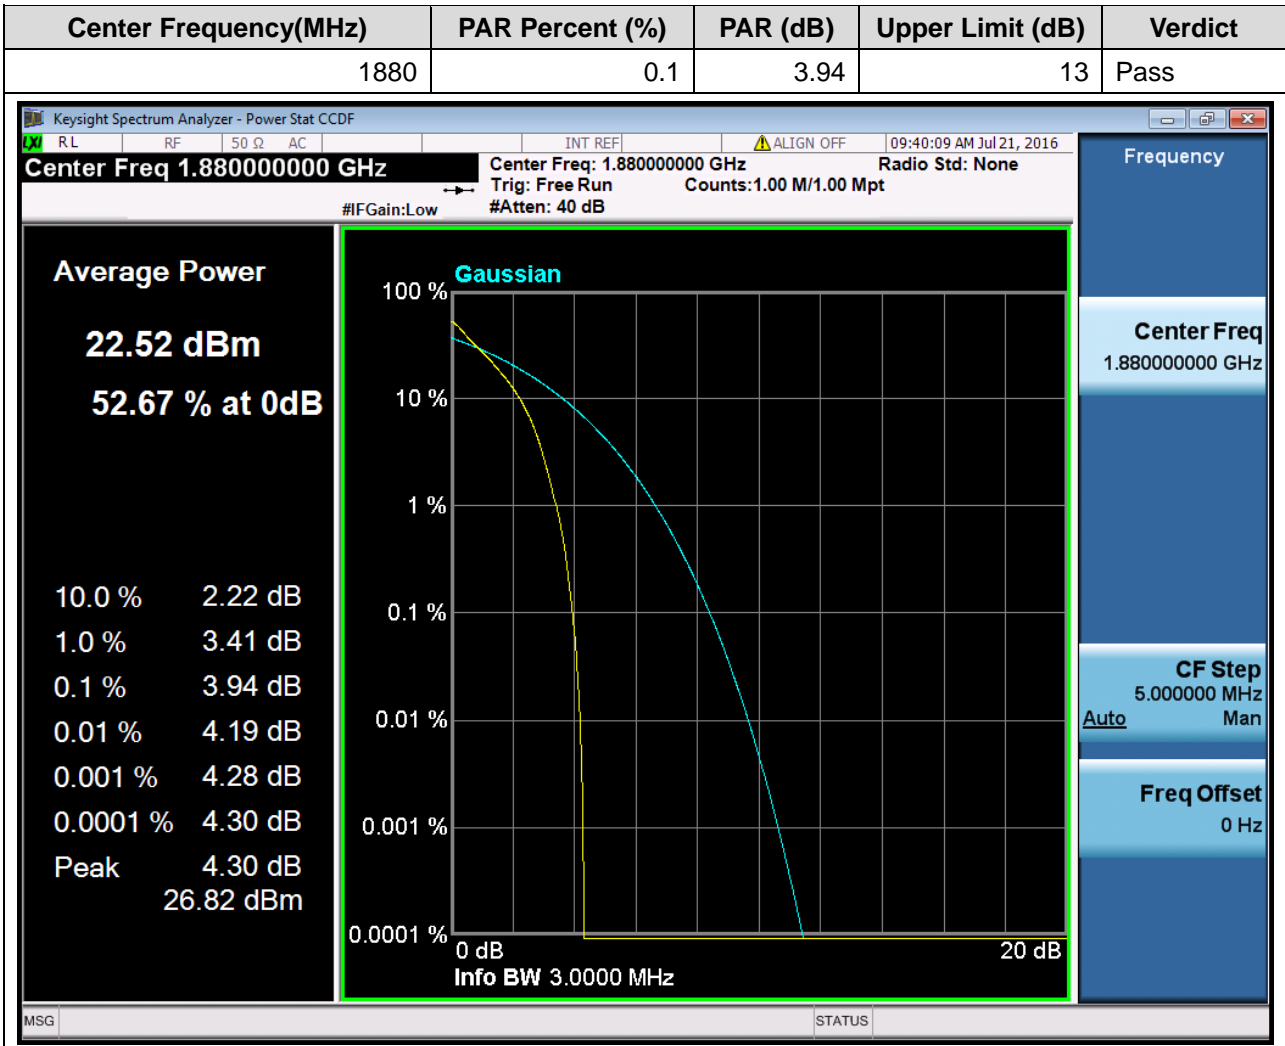 Center Frequency(MHz) PAR Percent (%) PAR (dB) Upper Limit (dB) Verdict
1880 0.1 3.94 13 Pass
Keysight Spectrum Analyzer - Power Stat CCDF
LXI RL RF 50 Ω AC INT REF ALIGN OFF 09:40:09 AM Jul 21, 2016
Center Freq 1.880000000 GHz
Center Freq: 1.880000000 GHz Radio Std: None
Trig: Free Run Counts:1.00 M/1.00 Mpt
#IFGain:Low #Atten: 40 dB
Average Power
22.52 dBm
52.67 % at 0dB
10.0 % 2.22 dB
1.0 % 3.41 dB
0.1 % 3.94 dB
0.01 % 4.19 dB
0.001 % 4.28 dB
0.0001 % 4.30 dB
Peak 4.30 dB
26.82 dBm
Gaussian
100 %
10 %
1 %
0.1 %
0.01 %
0.001 %
0.0001 %
0 dB 20 dB
Info BW 3.0000 MHz
Frequency
Center Freq
1.880000000 GHz
CF Step
5.000000 MHz
Auto Man
Freq Offset
0 Hz
MSG STATUS